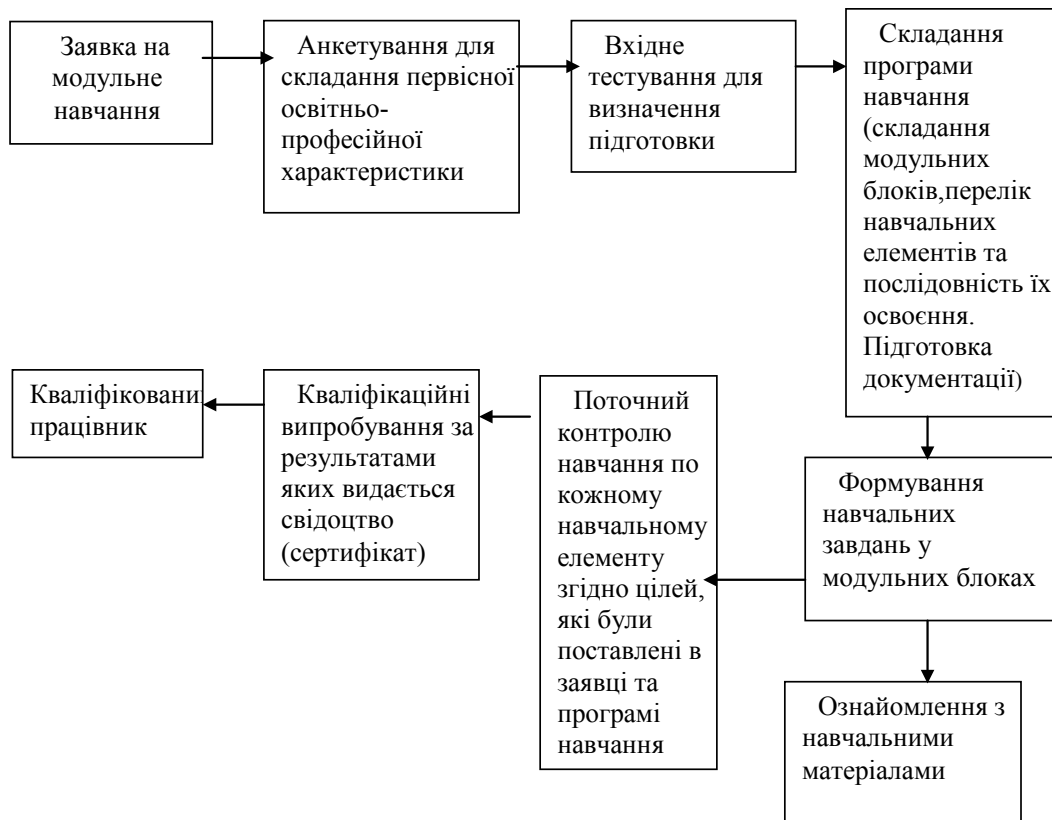 Заявка на
модульне
навчання
Анкетування для
складання первісної
освітньо-
професійної
характеристики
Вхідне
тестування для
визначення
підготовки
Складання
програми
навчання
(складання
модульних
блоків,перелік
навчальних
елементів та
послідовність їх
освоєння.
Підготовка
документації)
Формування
навчальних
завдань у
модульних блоках
Ознайомлення з
навчальними
матеріалами
Поточний
контролю
навчання по
кожному
навчальному
елементу
згідно цілей,
які були
поставлені в
заявці та
програмі
навчання
Кваліфікаційні
випробування за
результатами
яких видається
свідоцтво
(сертифікат)
Кваліфікований
працівник